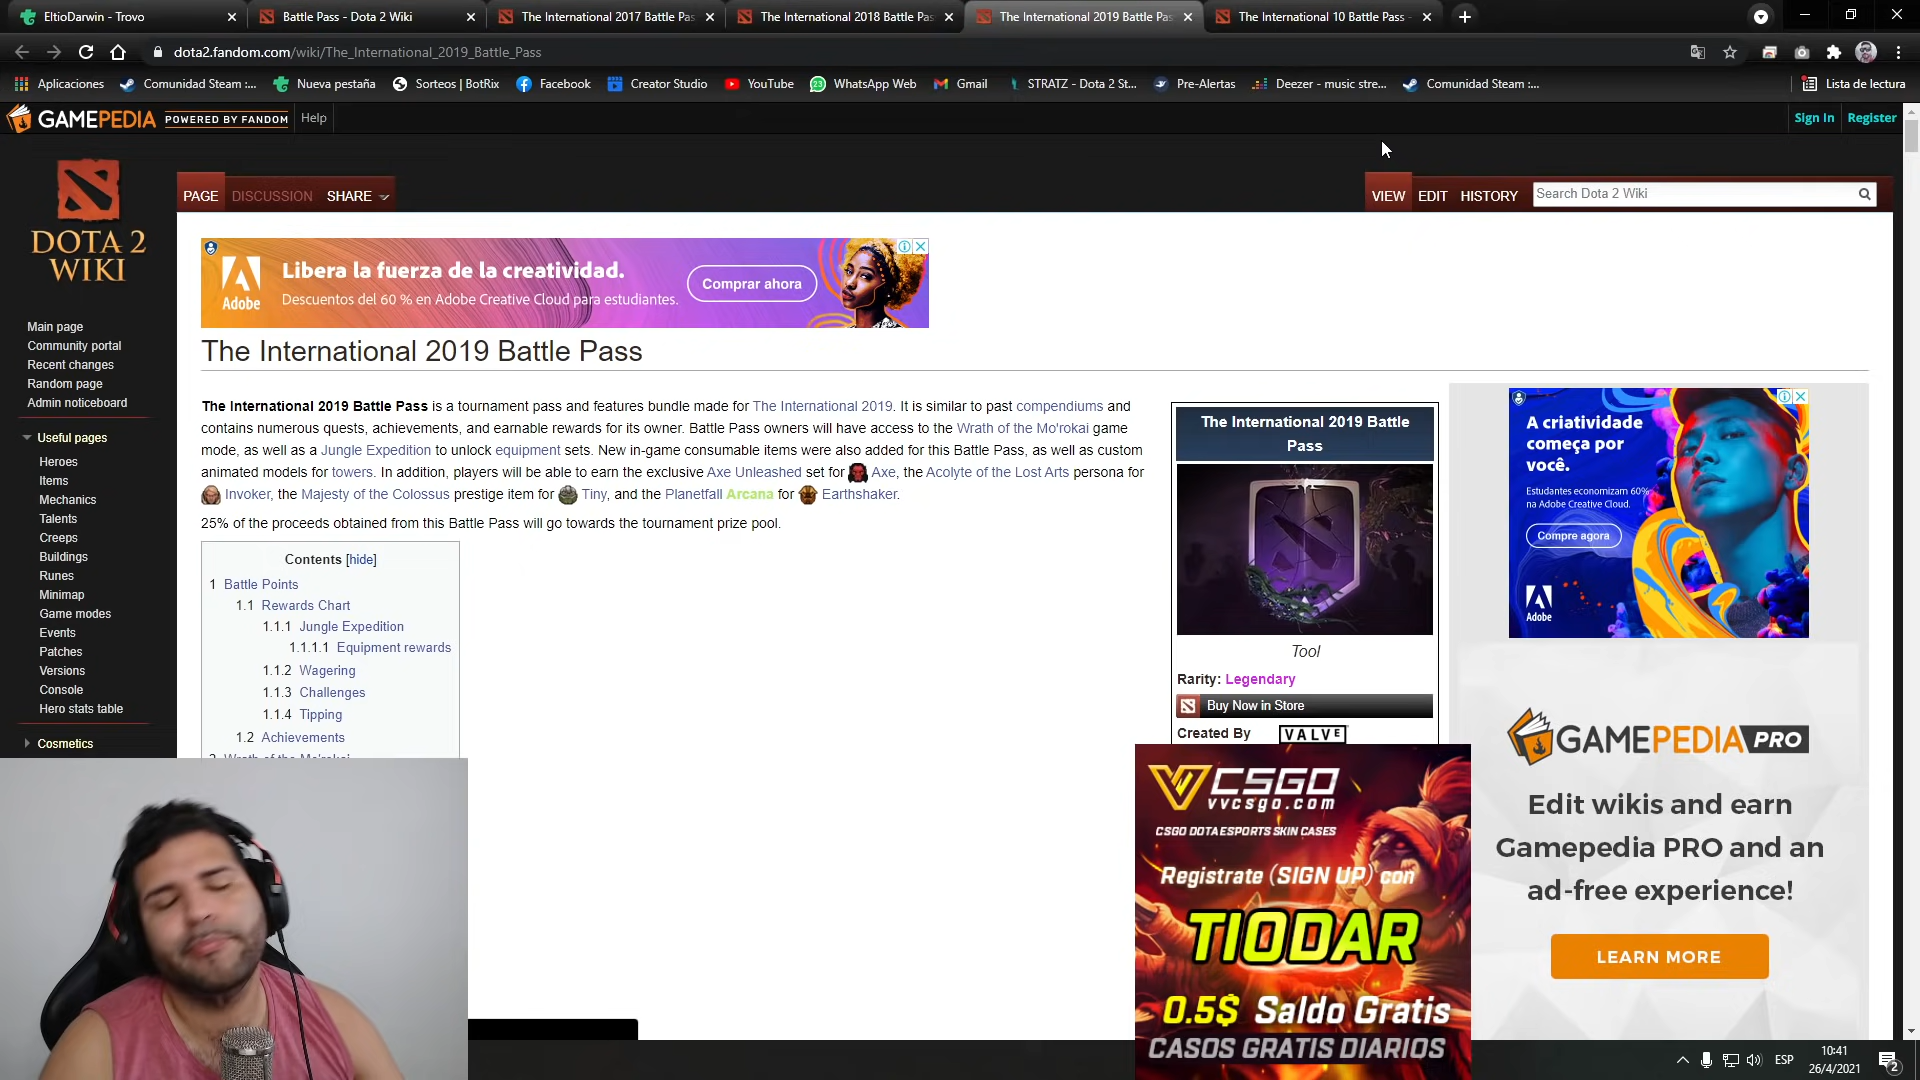 EltioDarwin - Trovo
Battle Pass - Dota 2 Wiki
The International 2017 Battle Pas
The International 2018 Battle Pas
The International 2019 Battle Pas
The International 10 Battle Pass -
dota2.fandom.com/wiki/The_International_2019_Battle_Pass
Aplicaciones
Comunidad Steam :...
Nueva pestaña
Sorteos | BotRix
Facebook
Creator Studio
YouTube
WhatsApp Web
Gmail
STRATZ - Dota 2 St...
Pre-Alertas
Deezer - music stre...
Comunidad Steam :...
Lista de lectura
GAMEPEDIA POWERED BY FANDOM
Help
Sign In
Register
PAGE
DISCUSSION
SHARE
VIEW
EDIT
HISTORY
Search Dota 2 Wiki
DOTA 2
WIKI
Main page
Community portal
Recent changes
Random page
Admin noticeboard
Useful pages
Heroes
Items
Mechanics
Talents
Creeps
Buildings
Runes
Minimap
Game modes
Events
Patches
Versions
Console
Hero stats table
Cosmetics
Adobe
Libera la fuerza de la creatividad.
Descuentos del 60 % en Adobe Creative Cloud para estudiantes.
Comprar ahora
The International 2019 Battle Pass
The International 2019 Battle Pass is a tournament pass and features bundle made for The International 2019. It is similar to past compendiums and
contains numerous quests, achievements, and earnable rewards for its owner. Battle Pass owners will have access to the Wrath of the Mo'rokai game
mode, as well as a Jungle Expedition to unlock equipment sets. New in-game consumable items were also added for this Battle Pass, as well as custom
animated models for towers. In addition, players will be able to earn the exclusive Axe Unleashed set for Axe, the Acolyte of the Lost Arts persona for
Invoker, the Majesty of the Colossus prestige item for Tiny, and the Planetfall Arcana for Earthshaker.
25% of the proceeds obtained from this Battle Pass will go towards the tournament prize pool.
Contents [hide]
1 Battle Points
1.1 Rewards Chart
1.1.1 Jungle Expedition
1.1.1.1 Equipment rewards
1.1.2 Wagering
1.1.3 Challenges
1.1.4 Tipping
1.2 Achievements
2 Wrath of the Mo'rokai
The International 2019 Battle
Pass
Tool
Rarity: Legendary
Buy Now in Store
Created By VALVE
A criatividade
começa por
você.
Estudantes economizam 60%
na Adobe Creative Cloud.
Compre agora
Adobe
GAMEPEDIA PRO
Edit wikis and earn
Gamepedia PRO and an
ad-free experience!
LEARN MORE
CSGO
vvcsgo.com
CSGO DOTA ESPORTS SKIN CASES
Registrate (SIGN UP) con
TIODAR
0.5$ Saldo Gratis
CASOS GRATIS DIARIOS
ESP
10:41
26/4/2021
2